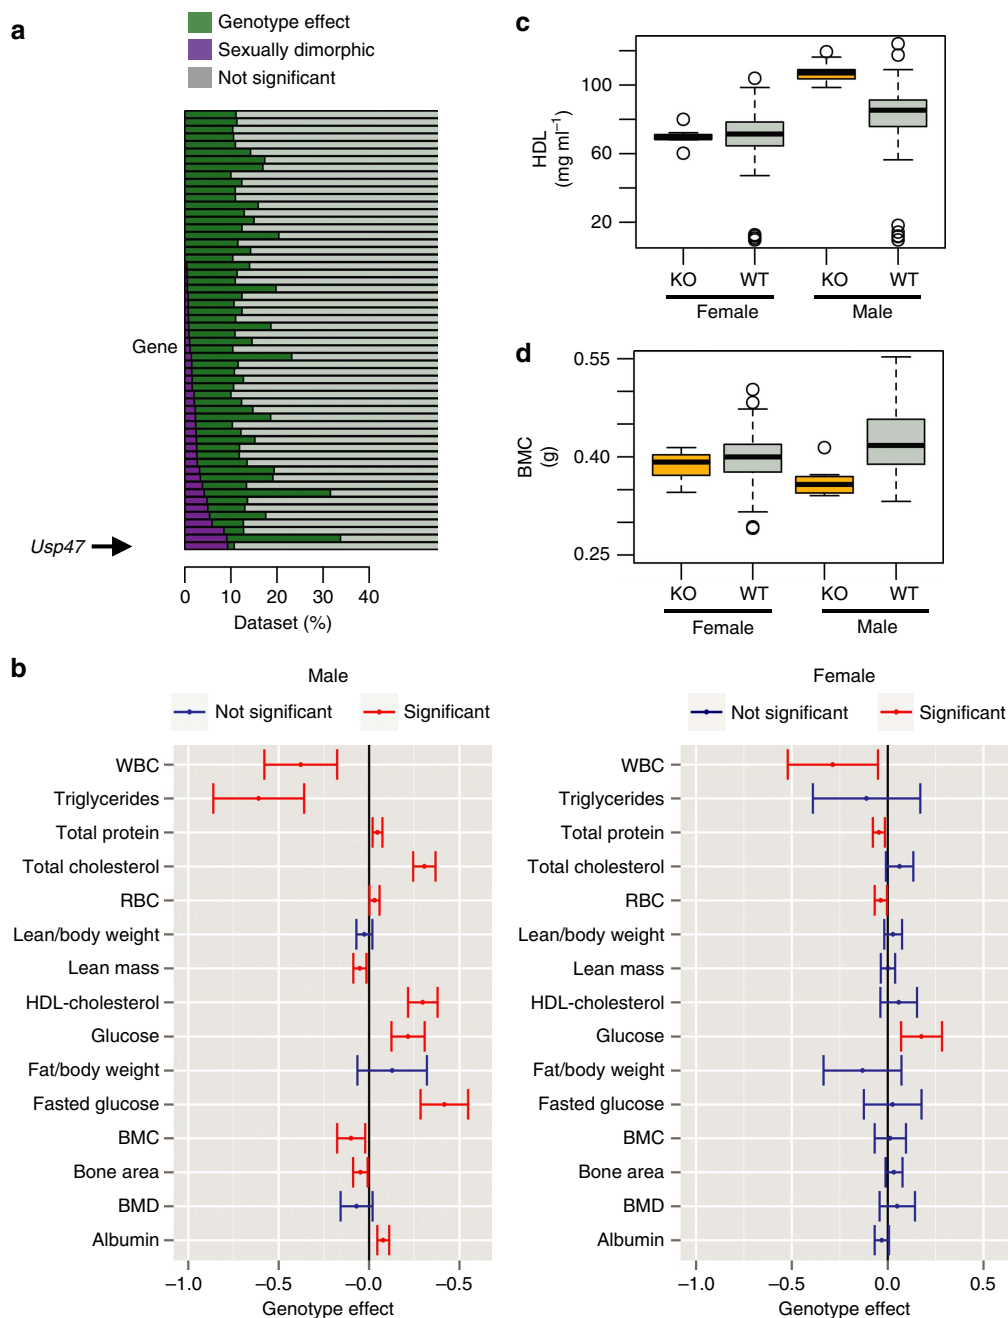 a
Genotype effect
Sexually dimorphic
Not significant
Gene
Usp47
0 10 20 30 40
Dataset (%)
c
HDL
(mg ml⁻¹)
100
60
20
KO WT KO WT
Female Male
d
BMC
(g)
0.55
0.40
0.25
KO WT KO WT
Female Male
b
Male
Not significant Significant
WBC
Triglycerides
Total protein
Total cholesterol
RBC
Lean/body weight
Lean mass
HDL-cholesterol
Glucose
Fat/body weight
Fasted glucose
BMC
Bone area
BMD
Albumin
−1.0 −0.5 −0.0 −0.5
Genotype effect
Female
Not significant Significant
WBC
Triglycerides
Total protein
Total cholesterol
RBC
Lean/body weight
Lean mass
HDL-cholesterol
Glucose
Fat/body weight
Fasted glucose
BMC
Bone area
BMD
Albumin
−1.0 −0.5 0.0 0.5
Genotype effect